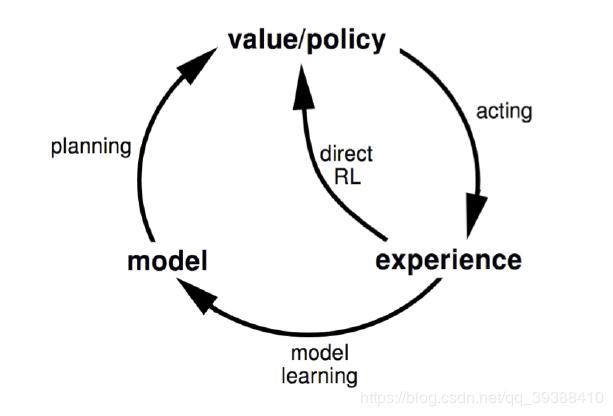 value/policy
acting
planning
direct
RL
model
experience
model
learning
https://blog.csdn.net/qq_39388410